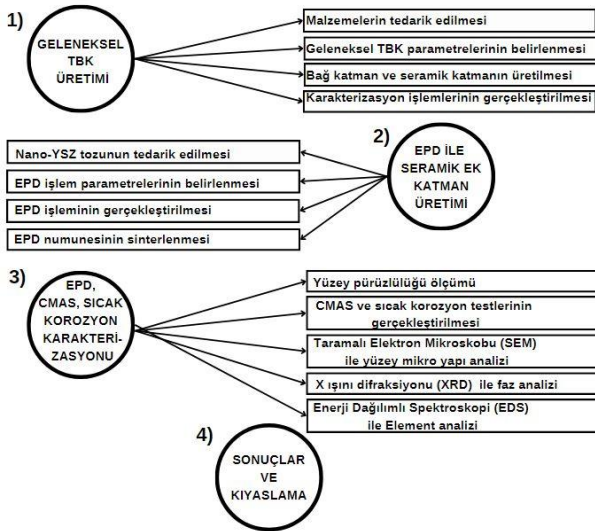 1)
GELENEKSEL
TBK
ÜRETİMİ
Malzemelerin tedarik edilmesi
Geleneksel TBK parametrelerinin belirlenmesi
Bağ katman ve seramik katmanın üretilmesi
Karakterizasyon işlemlerinin gerçekleştirilmesi
2)
EPD İLE
SERAMİK EK
KATMAN
ÜRETİMİ
Nano-YSZ tozunun tedarik edilmesi
EPD işlem parametrelerinin belirlenmesi
EPD işleminin gerçekleştirilmesi
EPD numunesinin sinterlenmesi
3)
EPD,
CMAS, SICAK
KOROZYON
KARAKTERİ-
ZASYONU
Yüzey pürüzlülüğü ölçümü
CMAS ve sıcak korozyon testlerinin
gerçekleştirilmesi
Taramalı Elektron Mikroskobu (SEM)
ile yüzey mikro yapı analizi
X ışını difraksiyonu (XRD) ile faz analizi
Enerji Dağılımlı Spektroskopi (EDS)
ile Element analizi
4)
SONUÇLAR
VE
KIYASLAMA